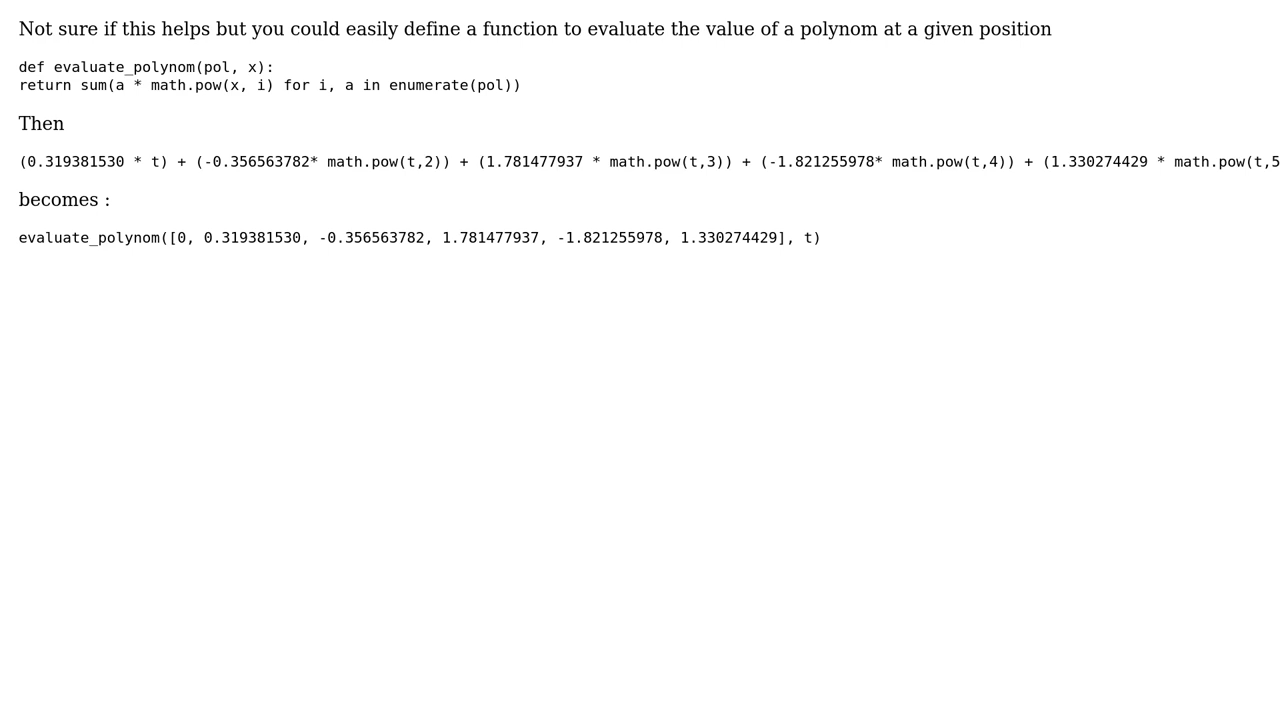 Not sure if this helps but you could easily define a function to evaluate the value of a polynom at a given position
def evaluate_polynom(pol, x):
return sum(a * math.pow(x, i) for i, a in enumerate(pol))
Then
(0.319381530 * t) + (-0.356563782* math.pow(t,2)) + (1.781477937 * math.pow(t,3)) + (-1.821255978* math.pow(t,4)) + (1.330274429 * math.pow(t,5
becomes :
evaluate_polynom([0, 0.319381530, -0.356563782, 1.781477937, -1.821255978, 1.330274429], t)